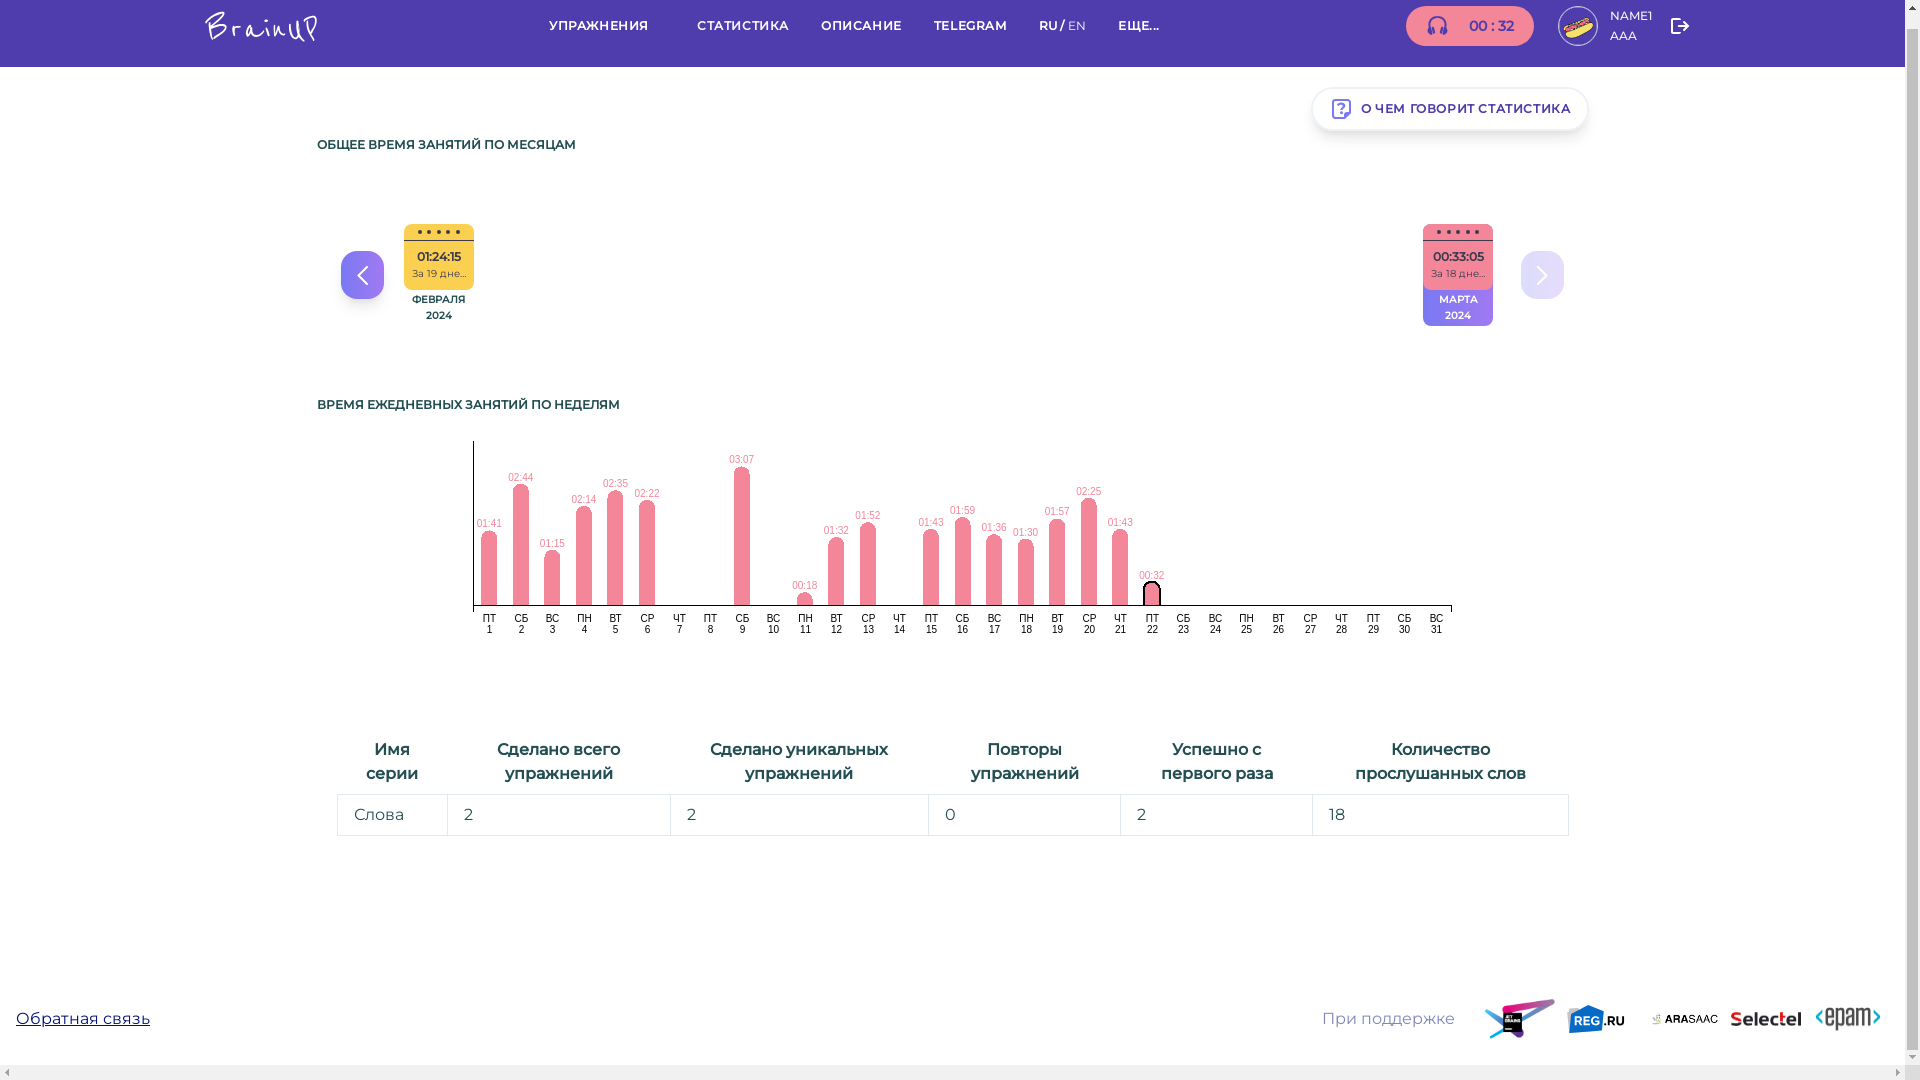 BrainUP
УПРАЖНЕНИЯ СТАТИСТИКА ОПИСАНИЕ TELEGRAM RU / EN ЕЩЕ...
00 : 32
NAME1
AAA
О ЧЕМ ГОВОРИТ СТАТИСТИКА
ОБЩЕЕ ВРЕМЯ ЗАНЯТИЙ ПО МЕСЯЦАМ
01:24:15
За 19 дне...
ФЕВРАЛЯ
2024
00:33:05
За 18 дне...
МАРТА
2024
ВРЕМЯ ЕЖЕДНЕВНЫХ ЗАНЯТИЙ ПО НЕДЕЛЯМ
01:41 02:44 01:15 02:14 02:35 02:22 03:07 00:18 01:32 01:52 01:43 01:59 01:36 01:30 01:57 02:25 01:43 00:32
ПТ СБ ВС ПН ВТ СР ЧТ ПТ СБ ВС ПН ВТ СР ЧТ ПТ СБ ВС ПН ВТ СР ЧТ ПТ СБ ВС ПН ВТ СР ЧТ ПТ СБ ВС
1 2 3 4 5 6 7 8 9 10 11 12 13 14 15 16 17 18 19 20 21 22 23 24 25 26 27 28 29 30 31
Имя серии Сделано всего упражнений Сделано уникальных упражнений Повторы упражнений Успешно с первого раза Количество прослушанных слов
Слова 2 2 0 2 18
Обратная связь
При поддержке
JET BRAINS
REG.RU
ARASAAC
Selectel
<epam>